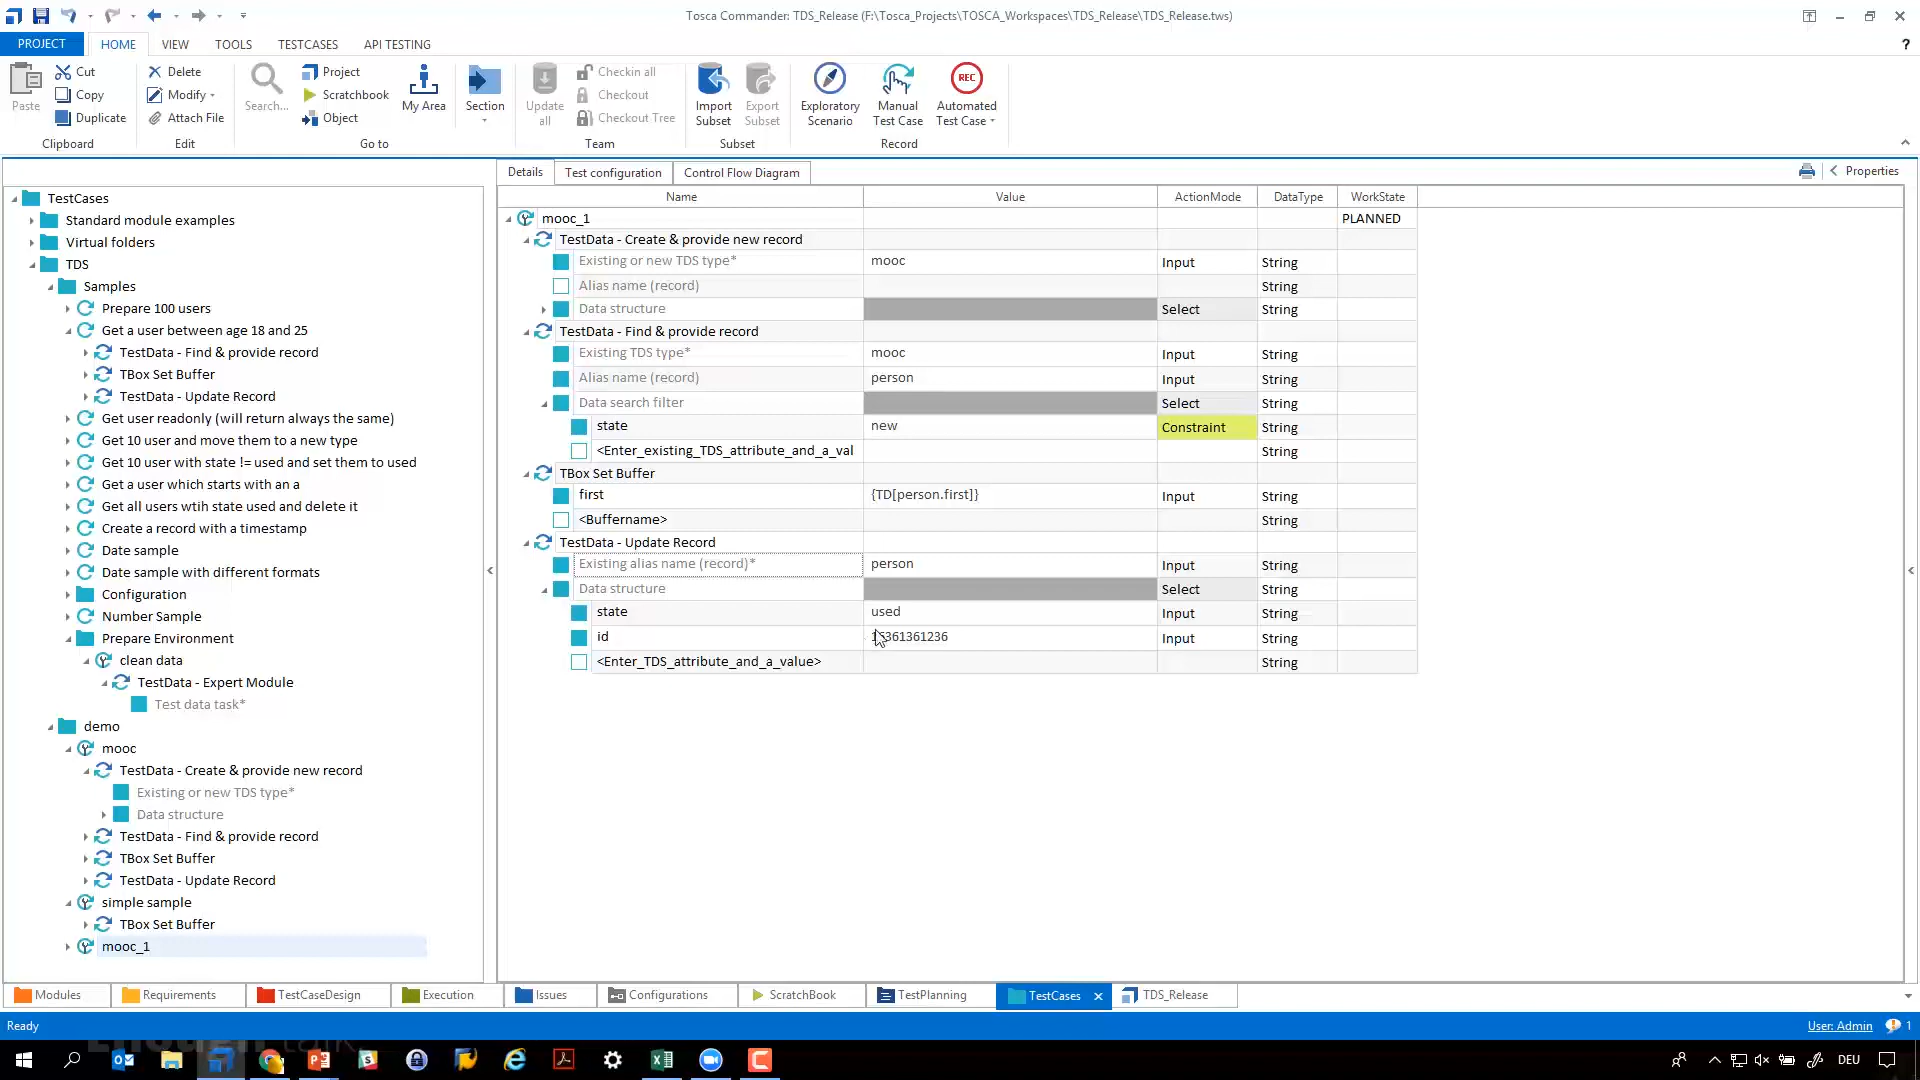 Tosca Commander: TDS_Release (F:\Tosca_Projects\TOSCA_Workspaces\TDS_Release\TDS_Release.tws)
PROJECT HOME VIEW TOOLS TESTCASES API TESTING ?
Paste
Cut
Copy
Duplicate
Clipboard
Delete
Modify
Attach File
Edit
Search...
Project
Scratchbook
Object
My Area
Go to
Section
Update all
Checkin all
Checkout
Checkout Tree
Team
Import Subset
Export Subset
Subset
Exploratory Scenario
Manual Test Case
REC
Automated Test Case
Record
Details Test configuration Control Flow Diagram Properties
TestCases
Standard module examples
Virtual folders
TDS
Samples
Prepare 100 users
Get a user between age 18 and 25
TestData - Find & provide record
TBox Set Buffer
TestData - Update Record
Get user readonly (will return always the same)
Get 10 user and move them to a new type
Get 10 user with state != used and set them to used
Get a user which starts with an a
Get all users wtih state used and delete it
Create a record with a timestamp
Date sample
Date sample with different formats
Configuration
Number Sample
Prepare Environment
clean data
TestData - Expert Module
Test data task*
demo
mooc
TestData - Create & provide new record
Existing or new TDS type*
Data structure
TestData - Find & provide record
TBox Set Buffer
TestData - Update Record
simple sample
TBox Set Buffer
mooc_1
Name Value ActionMode DataType WorkState
mooc_1 PLANNED
TestData - Create & provide new record
Existing or new TDS type* mooc Input String
Alias name (record) String
Data structure Select String
TestData - Find & provide record
Existing TDS type* mooc Input String
Alias name (record) person Input String
Data search filter Select String
state new Constraint String
<Enter_existing_TDS_attribute_and_a_val String
TBox Set Buffer
first {TD[person.first]} Input String
<Buffername> String
TestData - Update Record
Existing alias name (record)* person Input String
Data structure Select String
state used Input String
id Input String
<Enter_TDS_attribute_and_a_value> String
Modules Requirements TestCaseDesign Execution Issues Configurations ScratchBook TestPlanning TestCases TDS_Release
Ready User: Admin 1
DEU